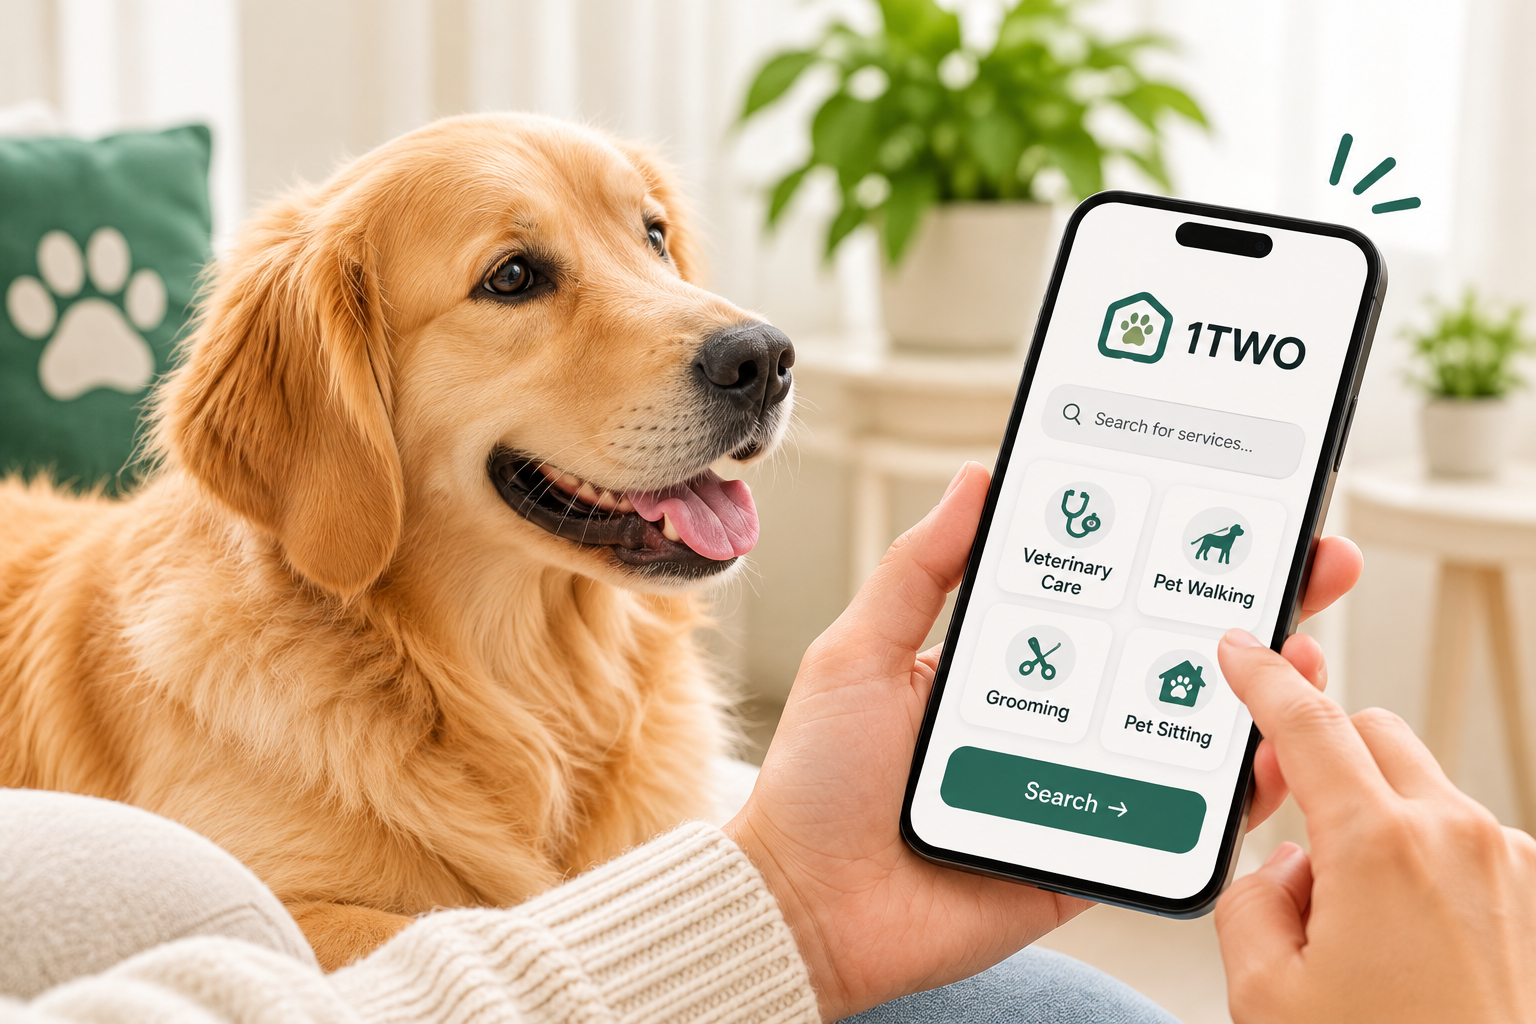 1TWO
Search for services...
Veterinary
Care
Pet Walking
Grooming
Pet Sitting
Search →